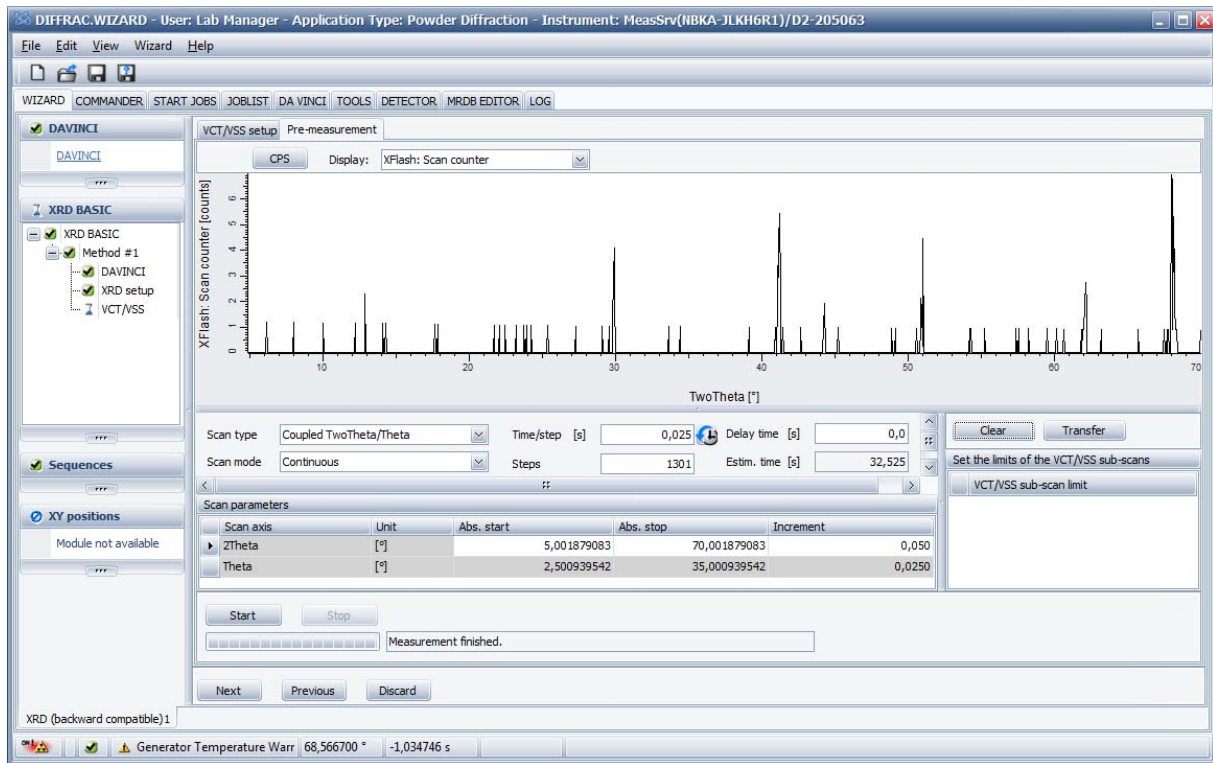 DIFFRAC.WIZARD - User: Lab Manager - Application Type: Powder Diffraction - Instrument: MeasSrv(NBKA-JLKH6R1)/D2-205063
File Edit View Wizard Help
WIZARD COMMANDER START JOBS JOBLIST DA VINCI TOOLS DETECTOR MRDB EDITOR LOG
DAVINCI
DAVINCI
XRD BASIC
XRD BASIC
Method #1
DAVINCI
XRD setup
VCT/VSS
Sequences
XY positions
Module not available
XRD (backward compatible)1
VCT/VSS setup Pre-measurement
CPS Display: XFlash: Scan counter
XFlash: Scan counter [counts]
6
5
4
3
2
1
0
10 20 30 40 50 60 70
TwoTheta [°]
Scan type Coupled TwoTheta/Theta Time/step [s] 0,025 Delay time [s] 0,0
Scan mode Continuous Steps 1301 Estim. time [s] 32,525
Scan parameters
Scan axis Unit Abs. start Abs. stop Increment
2Theta [°] 5,001879083 70,001879083 0,050
Theta [°] 2,500939542 35,000939542 0,0250
Clear Transfer
Set the limits of the VCT/VSS sub-scans
VCT/VSS sub-scan limit
Start Stop
Measurement finished.
Next Previous Discard
ON Generator Temperature Warr 68,566700 ° -1,034746 s